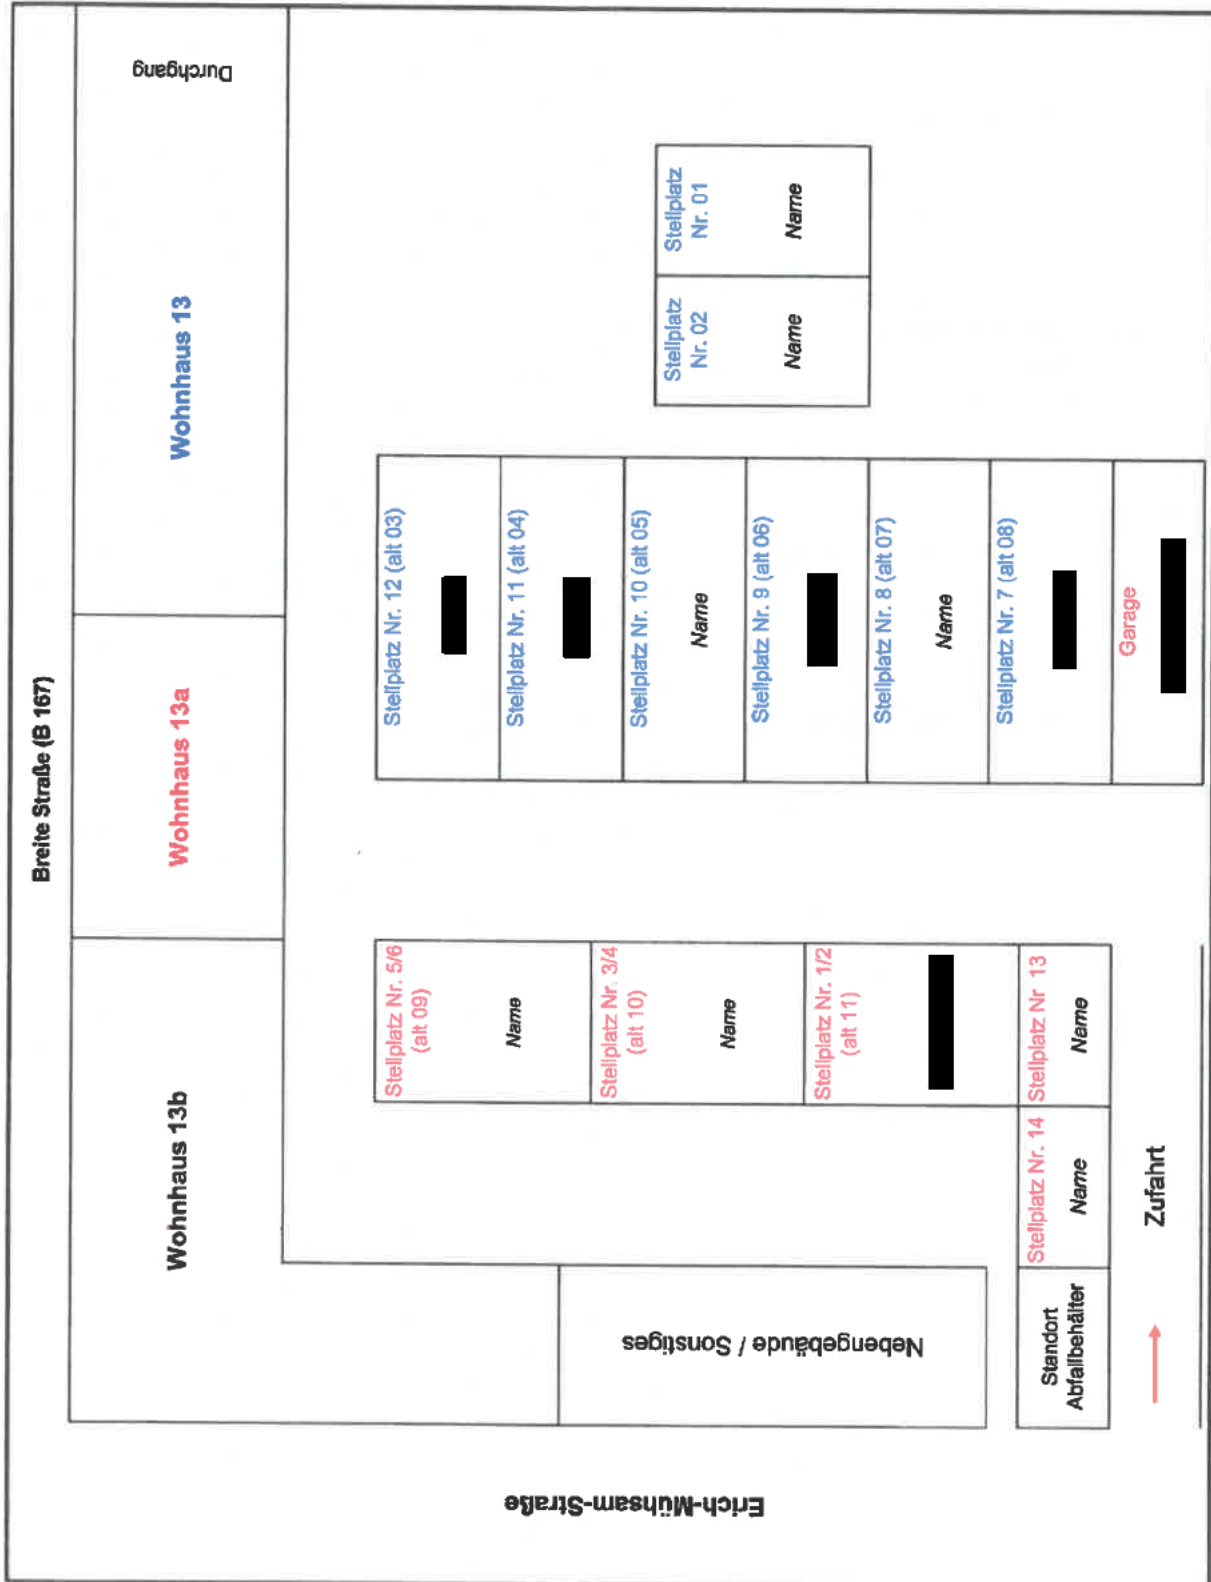 Breite Straße (B 167)
Wohnhaus 13b
Wohnhaus 13a
Wohnhaus 13
Durchgang
Erich-Mühsam-Straße
Nebengebäude / Sonstiges
Stellplatz Nr. 5/6
(alt 09)
Name
Stellplatz Nr. 3/4
(alt 10)
Name
Stellplatz Nr. 1/2
(alt 11)
Standort
Abfallbehälter
Stellplatz Nr. 14
Name
Stellplatz Nr 13
Name
Zufahrt
Stellplatz Nr. 12 (alt 03)
Stellplatz Nr. 11 (alt 04)
Stellplatz Nr. 10 (alt 05)
Name
Stellplatz Nr. 9 (alt 06)
Stellplatz Nr. 8 (alt 07)
Name
Stellplatz Nr. 7 (alt 08)
Garage
Stellplatz
Nr. 02
Name
Stellplatz
Nr. 01
Name